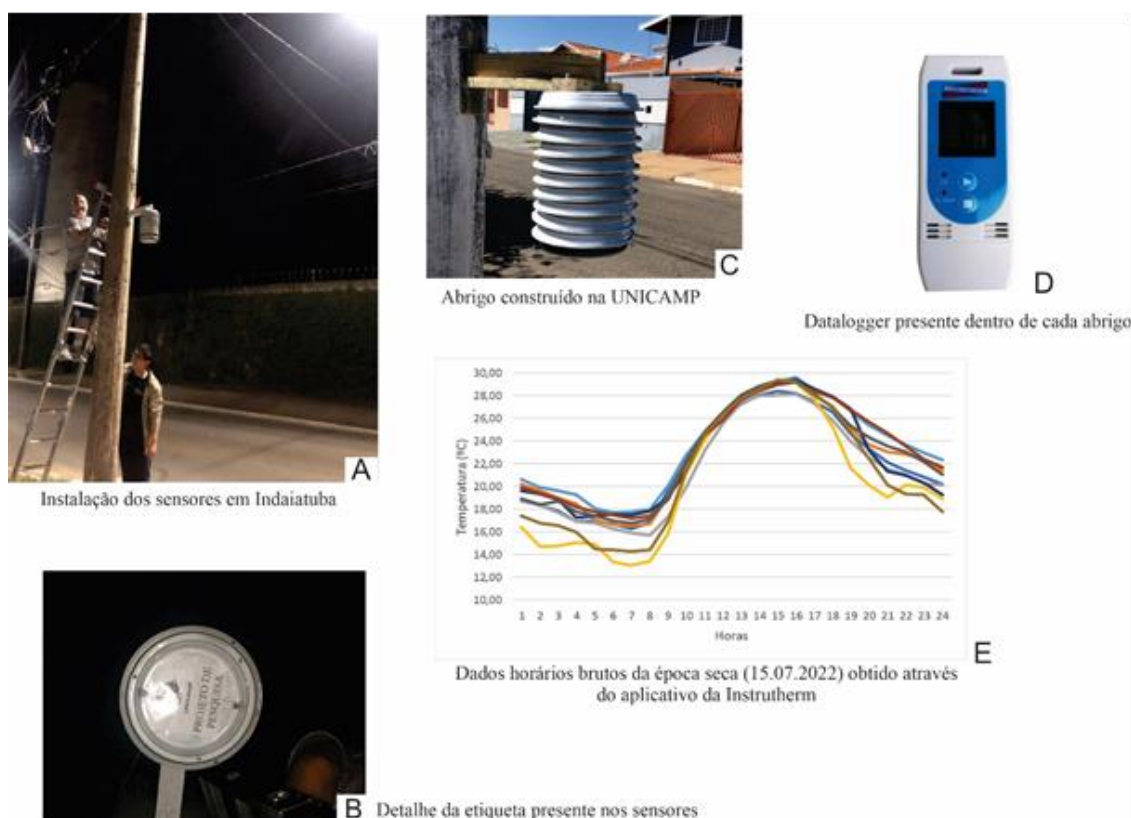 A
Instalação dos sensores em Indaiatuba
C
Abrigo construído na UNICAMP
D
Datalogger presente dentro de cada abrigo
Temperatura (ºC)
30,00
28,00
26,00
24,00
22,00
20,00
18,00
16,00
14,00
12,00
10,00
1 2 3 4 5 6 7 8 9 10 11 12 13 14 15 16 17 18 19 20 21 22 23 24
Horas
E
Dados horários brutos da época seca (15.07.2022) obtido através
do aplicativo da Instrutherm
PROJETO DE
PESQUISA
B
Detalhe da etiqueta presente nos sensores